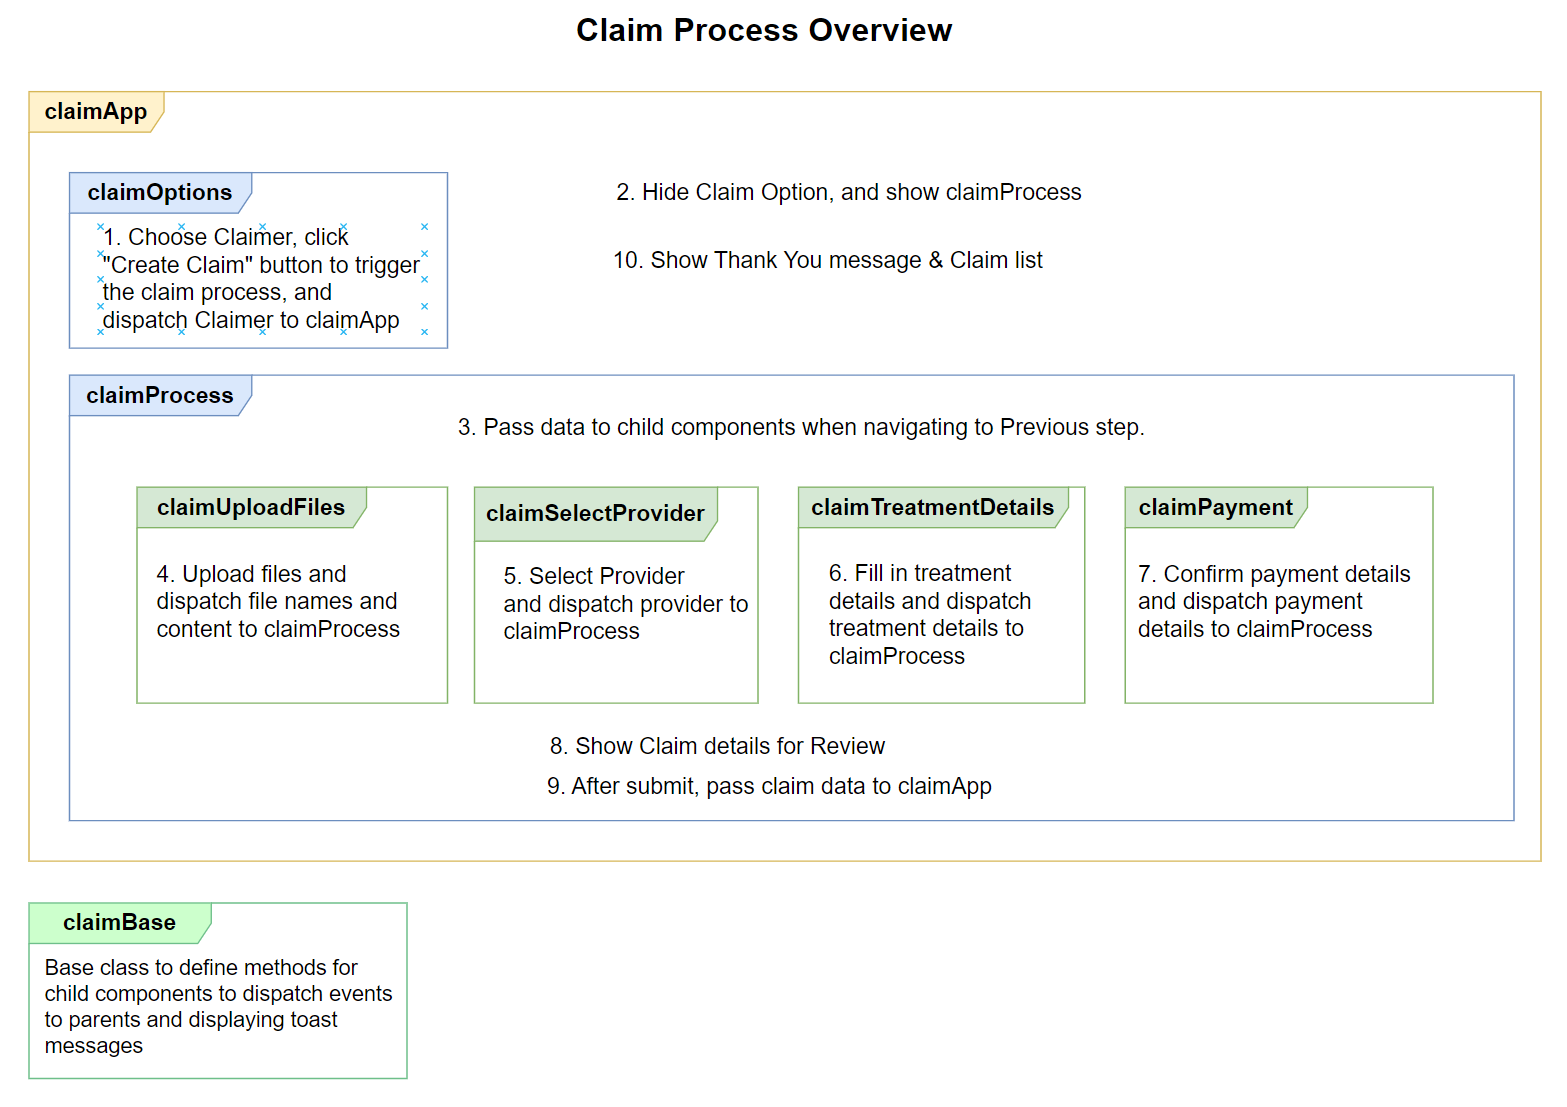 Claim Process Overview
claimApp
claimOptions
1. Choose Claimer, click
"Create Claim" button to trigger
the claim process, and
dispatch Claimer to claimApp
2. Hide Claim Option, and show claimProcess
10. Show Thank You message & Claim list
claimProcess
3. Pass data to child components when navigating to Previous step.
claimUploadFiles
4. Upload files and
dispatch file names and
content to claimProcess
claimSelectProvider
5. Select Provider
and dispatch provider to
claimProcess
claimTreatmentDetails
6. Fill in treatment
details and dispatch
treatment details to
claimProcess
claimPayment
7. Confirm payment details
and dispatch payment
details to claimProcess
8. Show Claim details for Review
9. After submit, pass claim data to claimApp
claimBase
Base class to define methods for
child components to dispatch events
to parents and displaying toast
messages